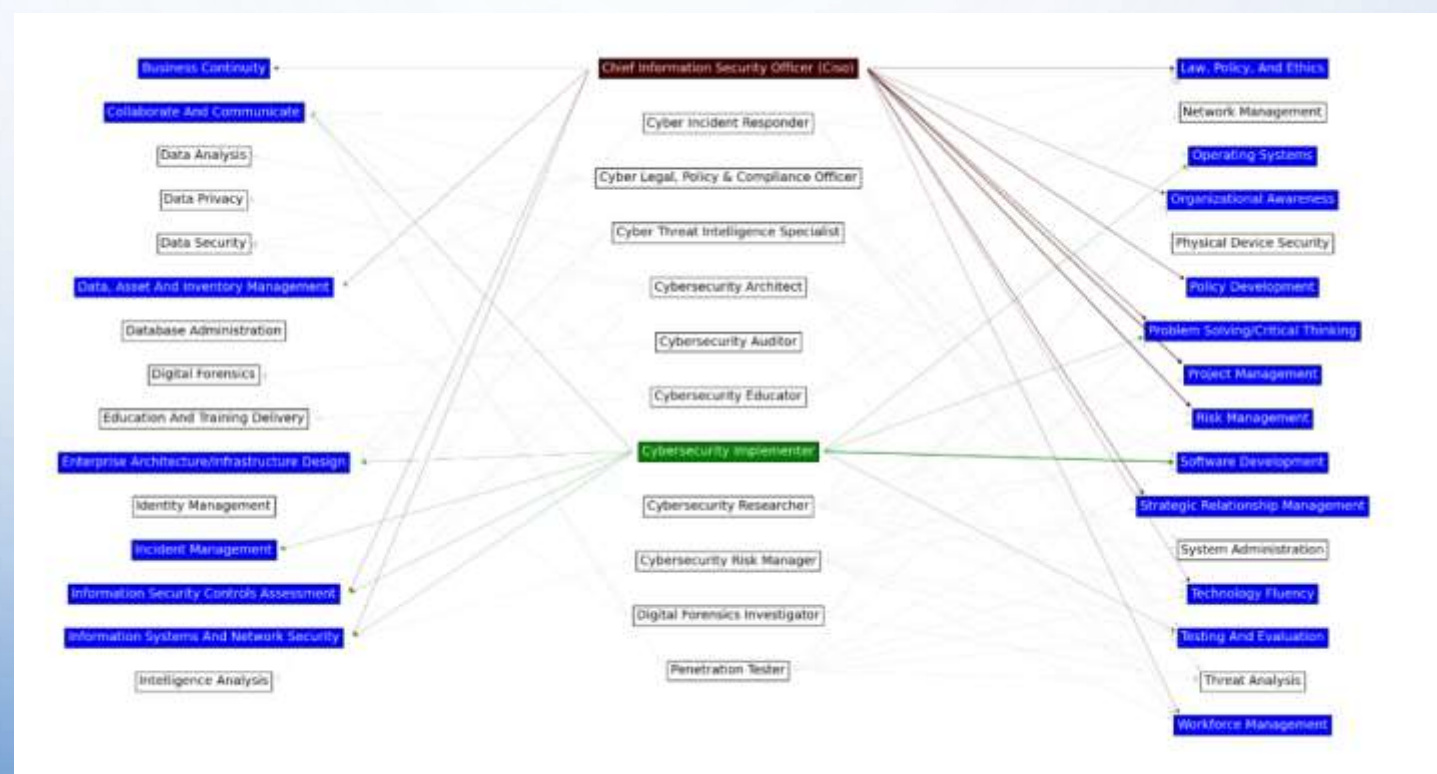 Business Continuity
Collaborate And Communicate
Data Analysis
Data Privacy
Data Security
Data, Asset And Inventory Management
Database Administration
Digital Forensics
Education And Training Delivery
Enterprise Architecture/Infrastructure Design
Identity Management
Incident Management
Information Security Controls Assessment
Information Systems And Network Security
Intelligence Analysis
Chief Information Security Officer (Ciso)
Cyber Incident Responder
Cyber Legal, Policy & Compliance Officer
Cyber Threat Intelligence Specialist
Cybersecurity Architect
Cybersecurity Auditor
Cybersecurity Educator
Cybersecurity Implementer
Cybersecurity Researcher
Cybersecurity Risk Manager
Digital Forensics Investigator
Penetration Tester
Law, Policy, And Ethics
Network Management
Operating Systems
Organizational Awareness
Physical Device Security
Policy Development
Problem Solving/Critical Thinking
Project Management
Risk Management
Software Development
Strategic Relationship Management
System Administration
Technology Fluency
Testing And Evaluation
Threat Analysis
Workforce Management